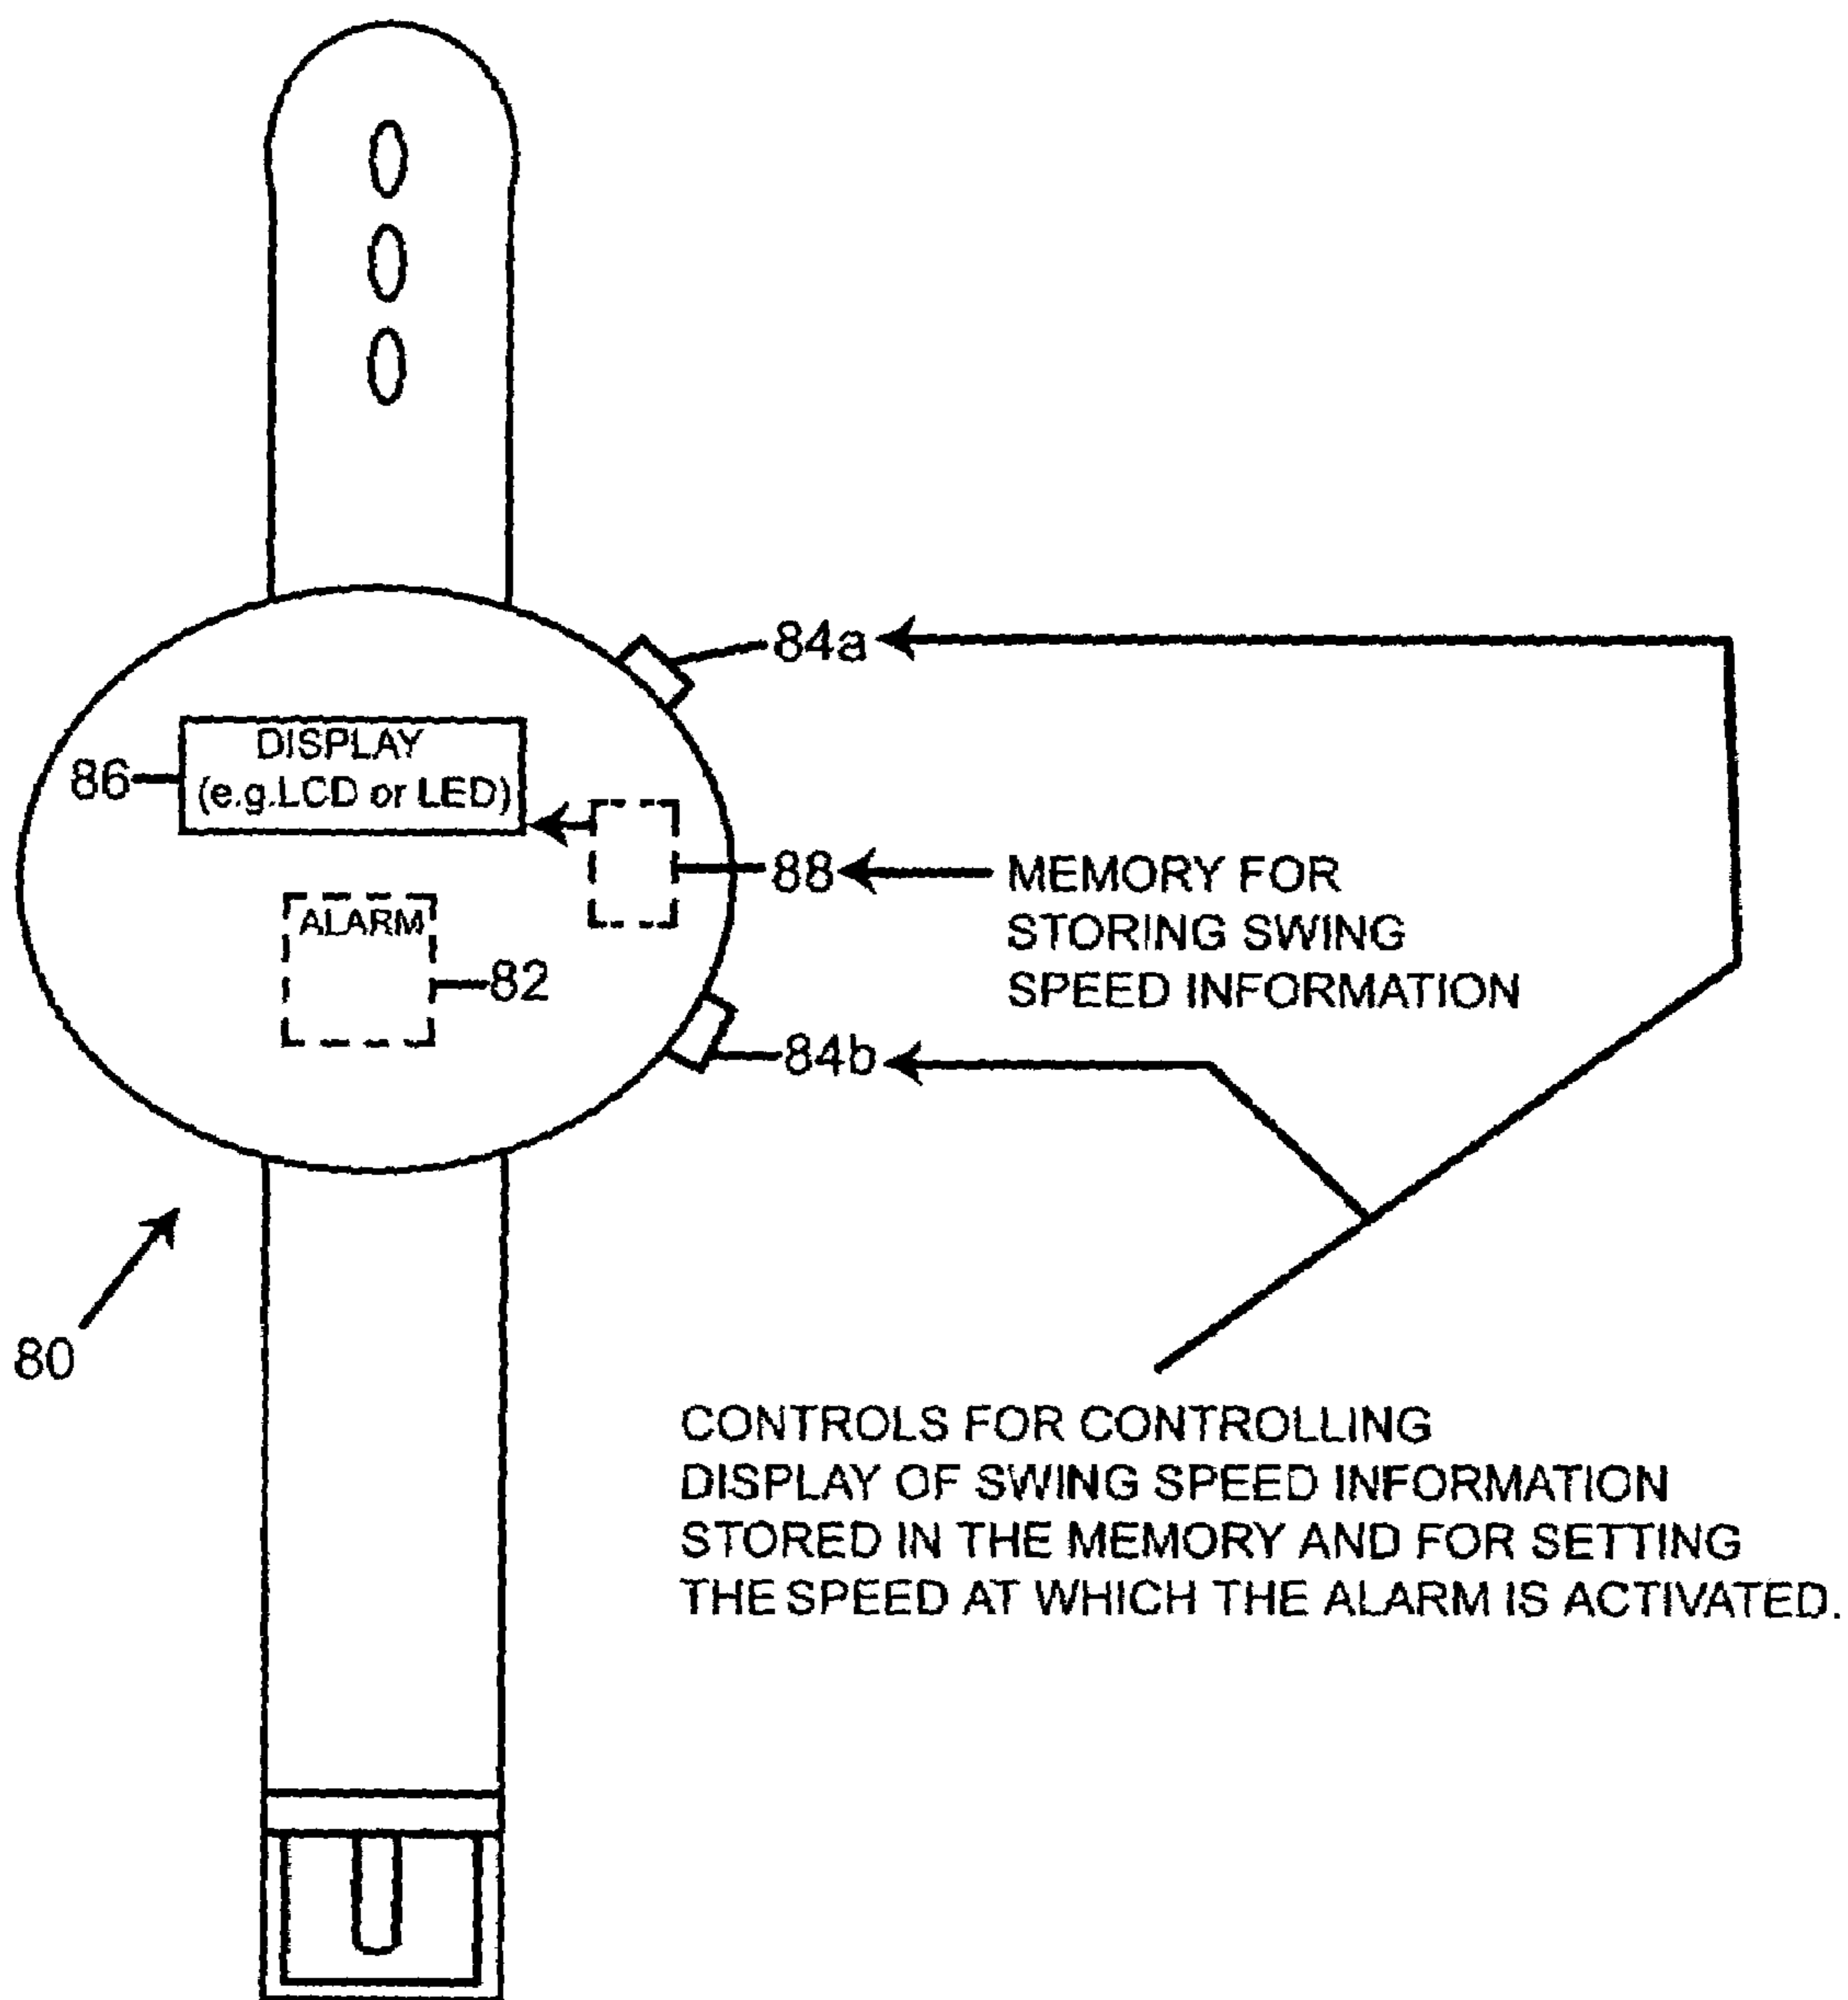 84a
DISPLAY
(e.g.LCD or LED)
86
88
MEMORY FOR
STORING SWING
SPEED INFORMATION
ALARM
82
84b
80
CONTROLS FOR CONTROLLING
DISPLAY OF SWING SPEED INFORMATION
STORED IN THE MEMORY AND FOR SETTING
THE SPEED AT WHICH THE ALARM IS ACTIVATED.